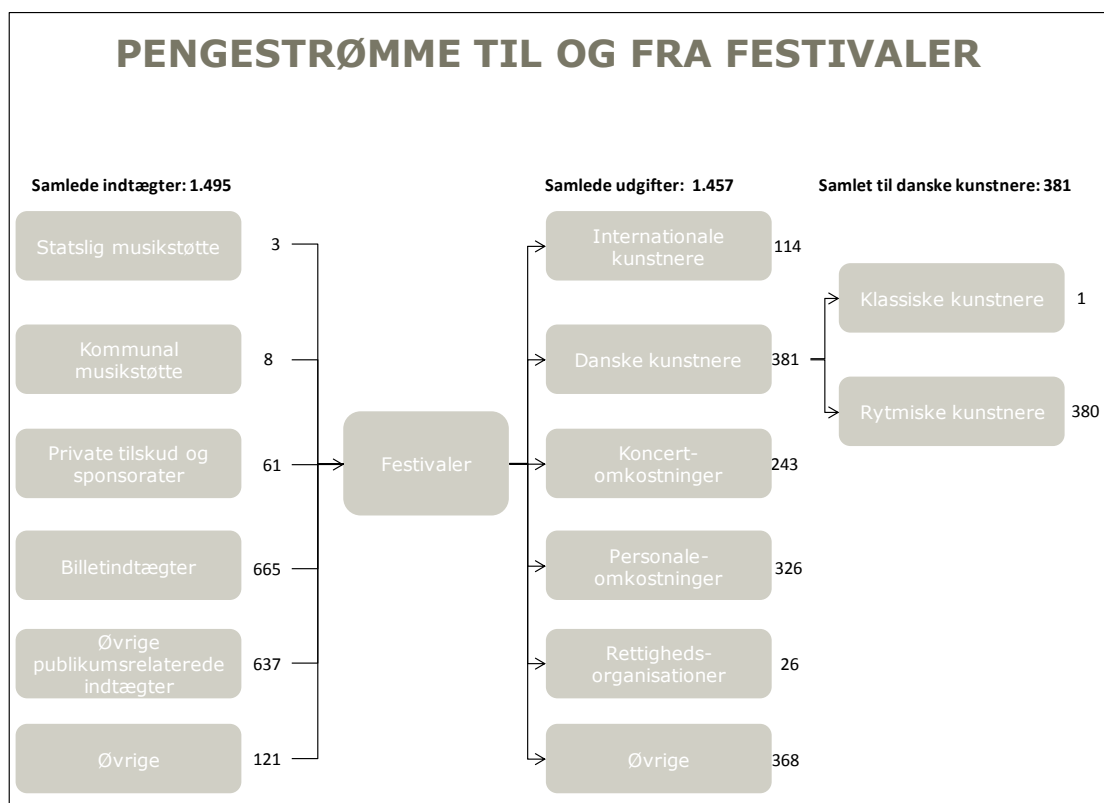 PENGESTRØMME TIL OG FRA FESTIVALER
Samlede indtægter: 1.495
Statslig musikstøtte
3
Kommunal
musikstøtte
8
Private tilskud og
sponsorater
61
Billetindtægter
665
Øvrige
publikumsrelaterede
indtægter
637
Øvrige
121
Festivaler
Samlede udgifter: 1.457
Internationale
kunstnere
114
Danske kunstnere
381
Koncert-
omkostninger
243
Personale-
omkostninger
326
Rettigheds-
organisationer
26
Øvrige
368
Samlet til danske kunstnere: 381
Klassiske kunstnere
1
Rytmiske kunstnere
380